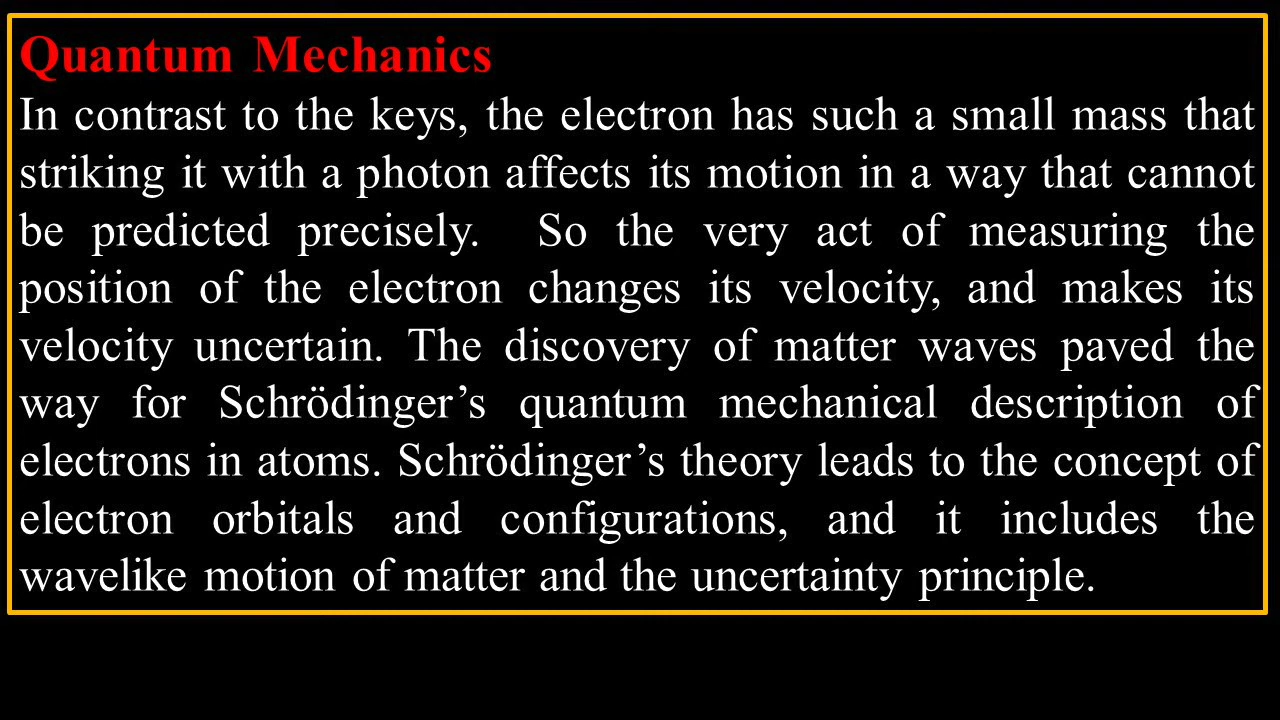 Quantum Mechanics
In contrast to the keys, the electron has such a small mass that
striking it with a photon affects its motion in a way that cannot
be predicted precisely. So the very act of measuring the
position of the electron changes its velocity, and makes its
velocity uncertain. The discovery of matter waves paved the
way for Schrödinger’s quantum mechanical description of
electrons in atoms. Schrödinger’s theory leads to the concept of
electron orbitals and configurations, and it includes the
wavelike motion of matter and the uncertainty principle.